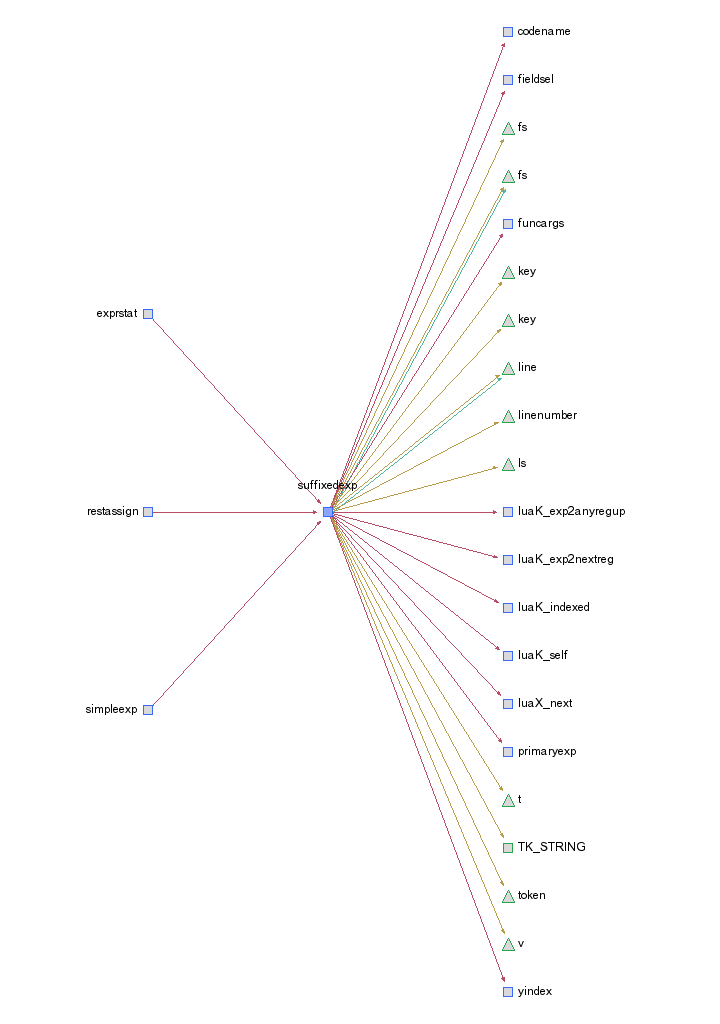 codename
fieldsel
fs
fs
funcargs
key
exprstat
key
line
linenumber
ls
suffixedexp
restassign
luaK_exp2anyregup
luaK_exp2nextreg
luaK_indexed
luaK_self
luaX_next
simpleexp
primaryexp
t
TK_STRING
token
v
yindex